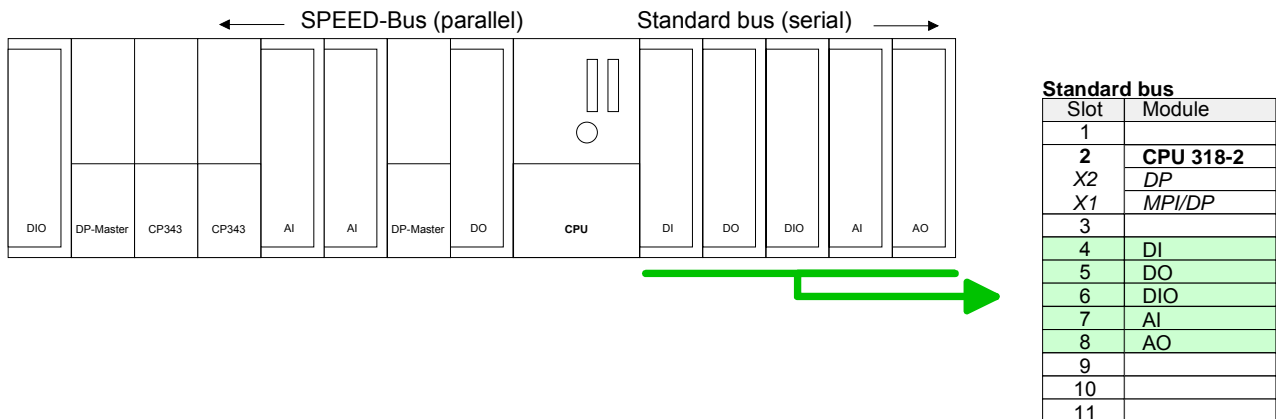 SPEED-Bus (parallel) Standard bus (serial)
DIO DP-Master CP343 CP343 AI AI DP-Master DO CPU DI DO DIO AI AO
Standard bus
Slot Module
1
2 CPU 318-2
X2 DP
X1 MPI/DP
3
4 DI
5 DO
6 DIO
7 AI
8 AO
9
10
11